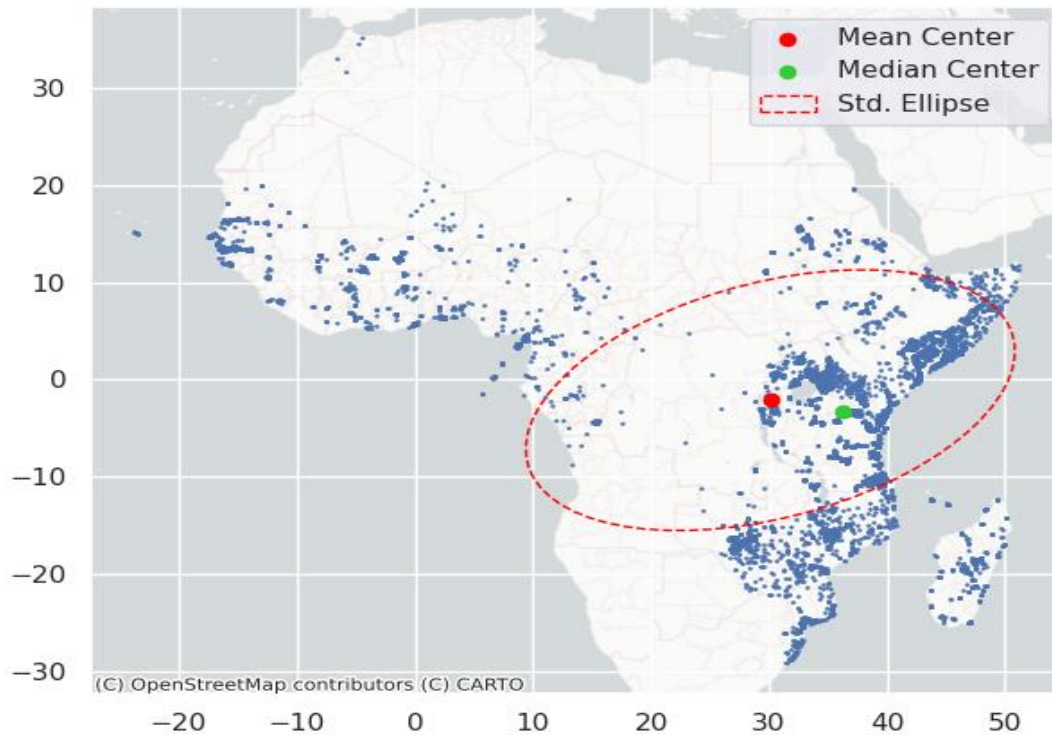 Mean Center
Median Center
Std. Ellipse
30
20
10
0
−10
−20
−30
(C) OpenStreetMap contributors (C) CARTO
−20 −10 0 10 20 30 40 50